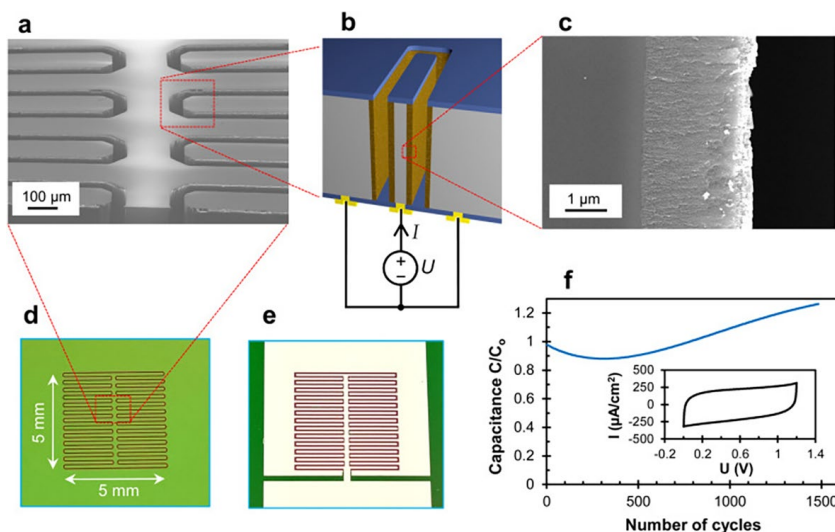 a
100 µm
b
I
+
−
U
c
1 µm
d
5 mm
5 mm
e
f
Capacitance C/Co
1.2
1
0.8
0.6
0.4
0.2
0
0
500
1000
1500
Number of cycles
I (µA/cm²)
500
250
0
-250
-500
-0.2
0.2
0.6
1
1.4
U (V)